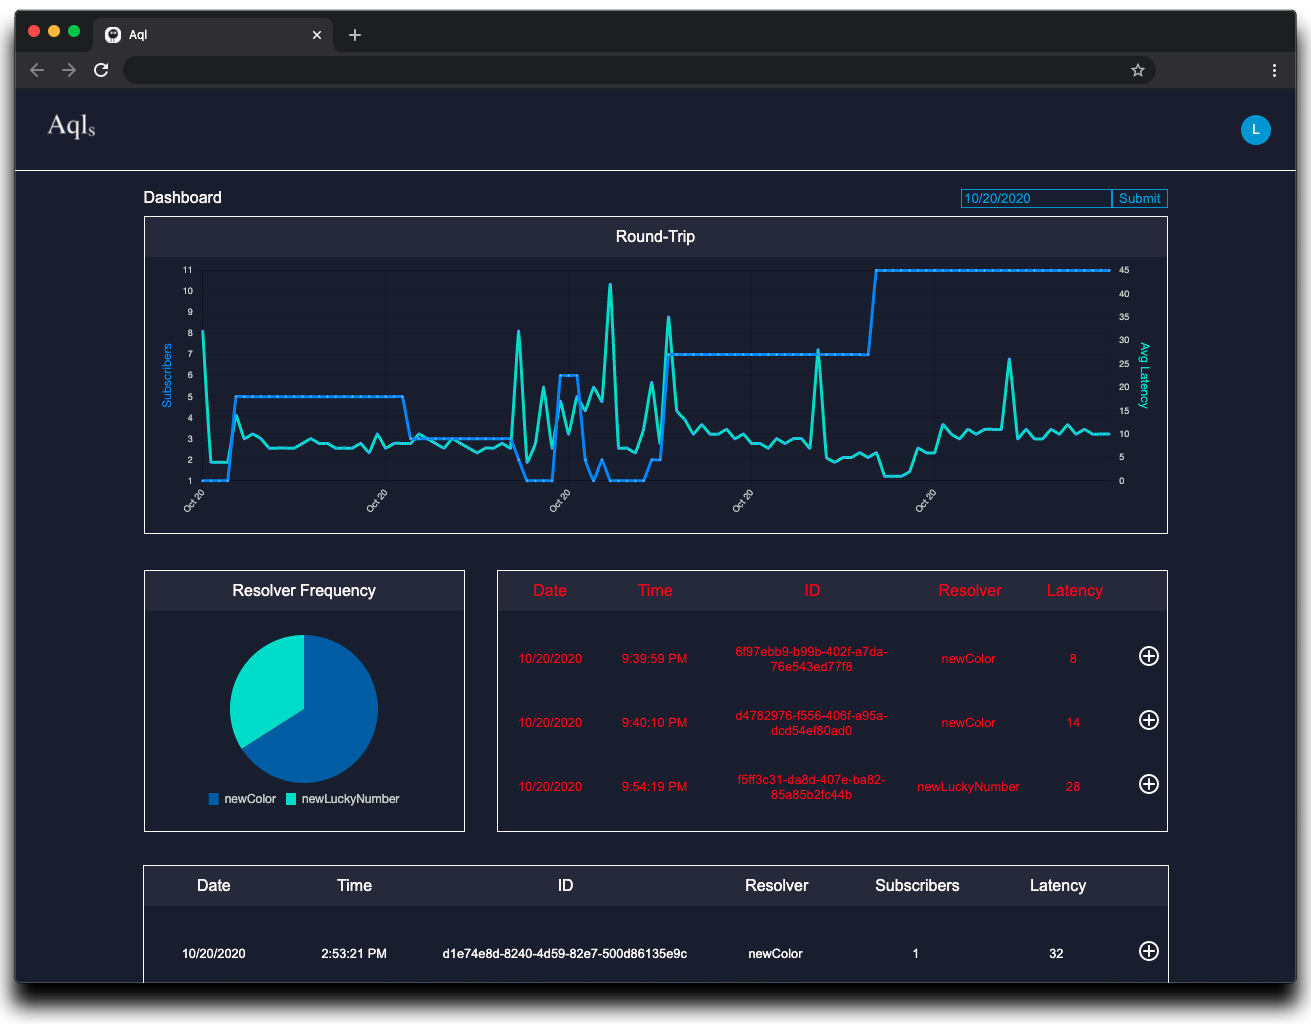 Aql
Aqls
L
Dashboard
10/20/2020 Submit
Round-Trip
11
10
9
8
7
6
5
4
3
2
1
Subscribers
45
40
35
30
25
20
15
10
5
0
Avg Latency
Oct 20 Oct 20 Oct 20 Oct 20 Oct 20
Resolver Frequency
newColor newLuckyNumber
Date Time ID Resolver Latency
10/20/2020 9:39:59 PM 6f97ebb9-b99b-402f-a7da-
76e543ed77f8 newColor 8
10/20/2020 9:40:10 PM d4782976-f556-406f-a95a-
dcd54ef80ad0 newColor 14
10/20/2020 9:54:19 PM f5ff3c31-da8d-407e-ba82-
85a85b2fc44b newLuckyNumber 28
Date Time ID Resolver Subscribers Latency
10/20/2020 2:53:21 PM d1e74e8d-8240-4d59-82e7-500d86135e9c newColor 1 32